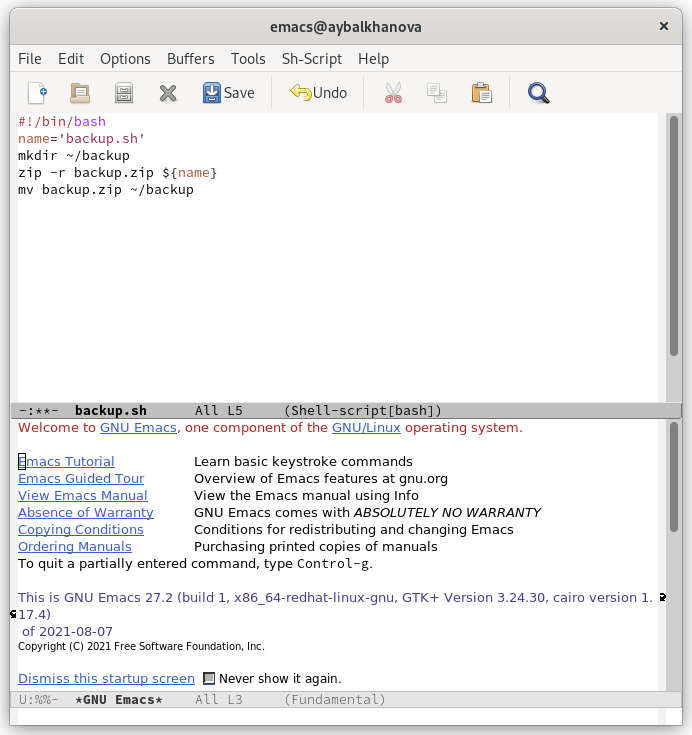 emacs@aybalkhanova
File Edit Options Buffers Tools Sh-Script Help
Save Undo
#!/bin/bash
name='backup.sh'
mkdir ~/backup
zip -r backup.zip ${name}
mv backup.zip ~/backup
-:**- backup.sh All L5 (Shell-script[bash])
Welcome to GNU Emacs, one component of the GNU/Linux operating system.
Emacs Tutorial Learn basic keystroke commands
Emacs Guided Tour Overview of Emacs features at gnu.org
View Emacs Manual View the Emacs manual using Info
Absence of Warranty GNU Emacs comes with ABSOLUTELY NO WARRANTY
Copying Conditions Conditions for redistributing and changing Emacs
Ordering Manuals Purchasing printed copies of manuals
To quit a partially entered command, type Control-g.
This is GNU Emacs 27.2 (build 1, x86_64-redhat-linux-gnu, GTK+ Version 3.24.30, cairo version 1.
17.4)
of 2021-08-07
Copyright (C) 2021 Free Software Foundation, Inc.
Dismiss this startup screen Never show it again.
U:%%- *GNU Emacs* All L3 (Fundamental)